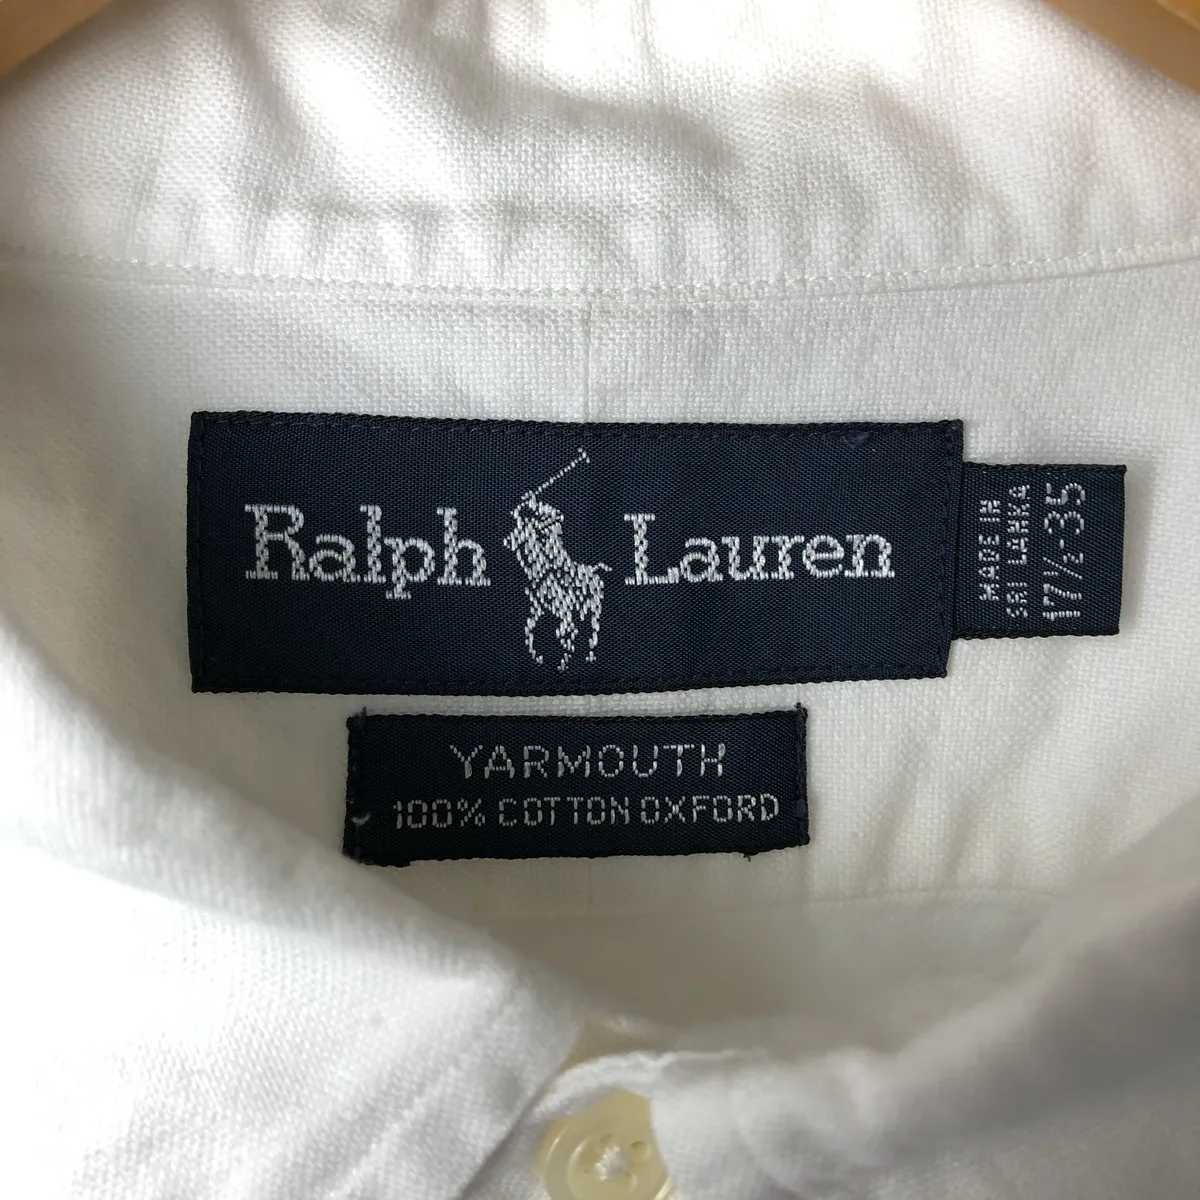 Ralph Lauren
MADE IN
SRI LANKA
17½-35
YARMOUTH
100% COTTON OXFORD